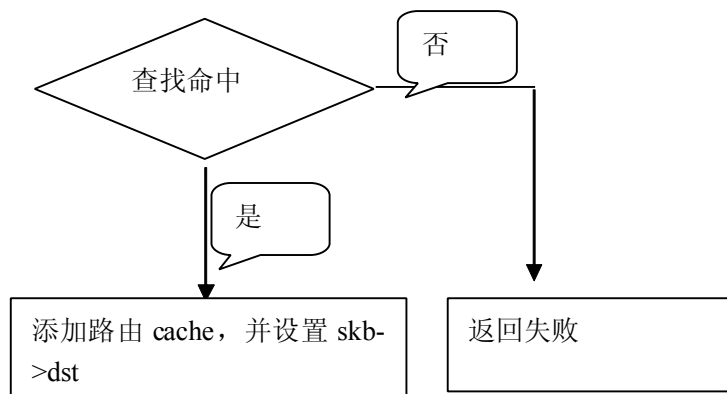 查找命中
否
是
添加路由 cache，并设置 skb-
>dst
返回失败